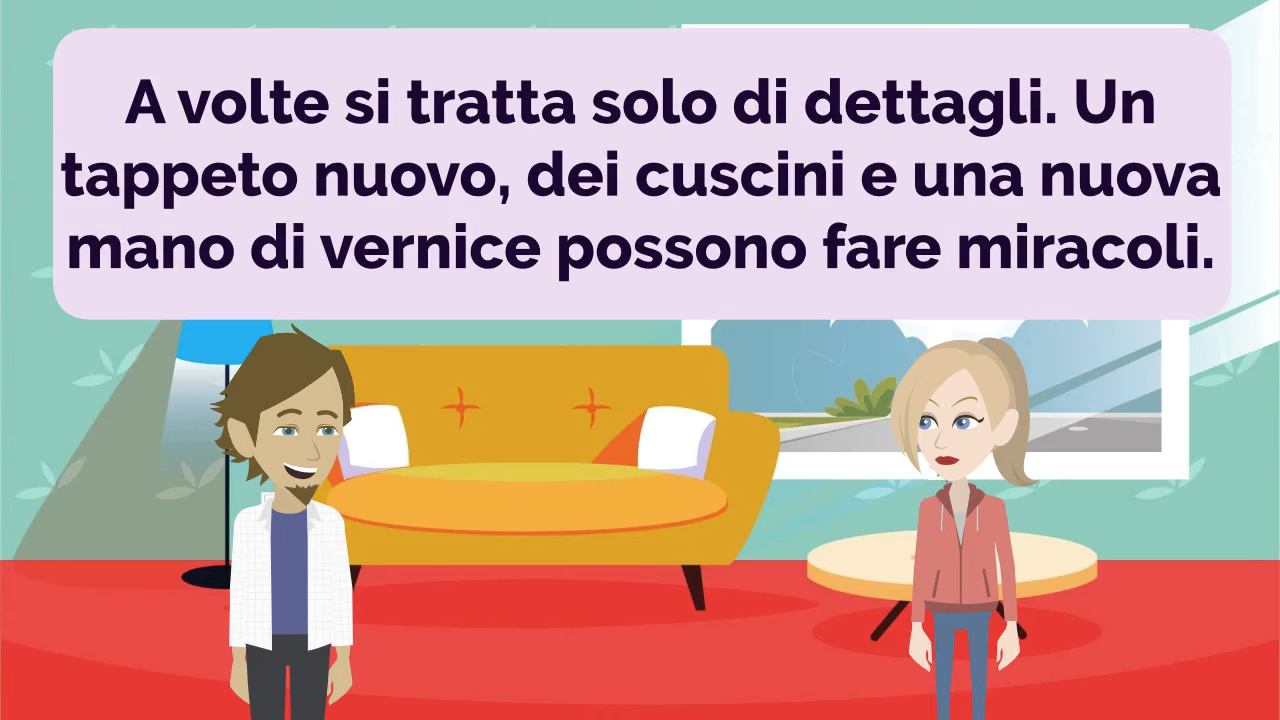 A volte si tratta solo di dettagli. Un
tappeto nuovo, dei cuscini e una nuova
mano di vernice possono fare miracoli.